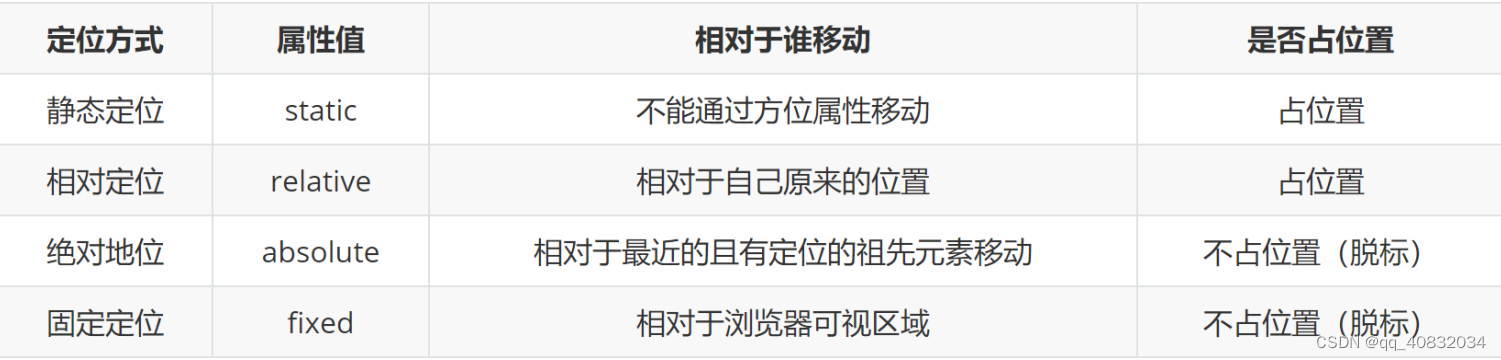 定位方式 属性值 相对于谁移动 是否占位置
静态定位 static 不能通过方位属性移动 占位置
相对定位 relative 相对于自己原来的位置 占位置
绝对地位 absolute 相对于最近的且有定位的祖先元素移动 不占位置（脱标）
固定定位 fixed 相对于浏览器可视区域 不占位置（脱标）
CSDN @qq_40832034